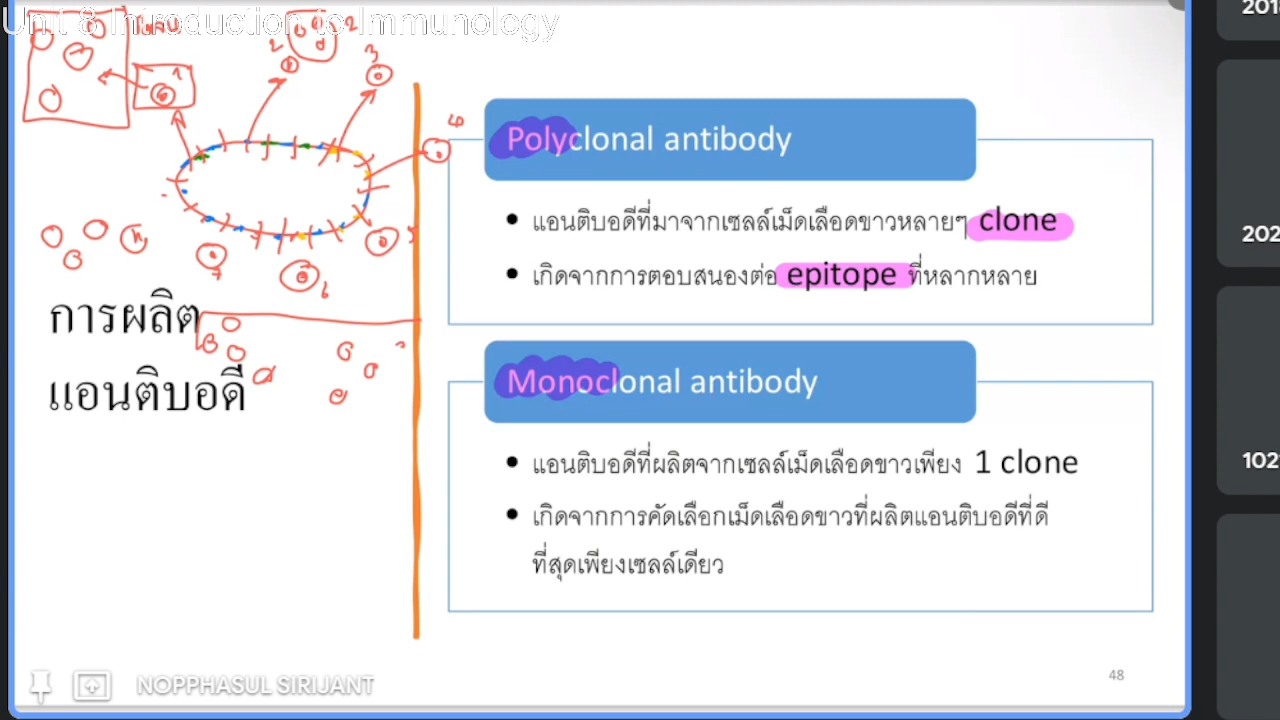 Unit 8 Introduction to Immunology
การผลิต
แอนติบอดี
Polyclonal antibody
แอนติบอดีที่มาจากเซลล์เม็ดเลือดขาวหลายๆ clone
เกิดจากการตอบสนองต่อ epitope ที่หลากหลาย
Monoclonal antibody
แอนติบอดีที่ผลิตจากเซลล์เม็ดเลือดขาวเพียง 1 clone
เกิดจากการคัดเลือกเม็ดเลือดขาวที่ผลิตแอนติบอดีที่ดี
ที่สุดเพียงเซลล์เดียว
NOPPHASUL SIRIJANT
48